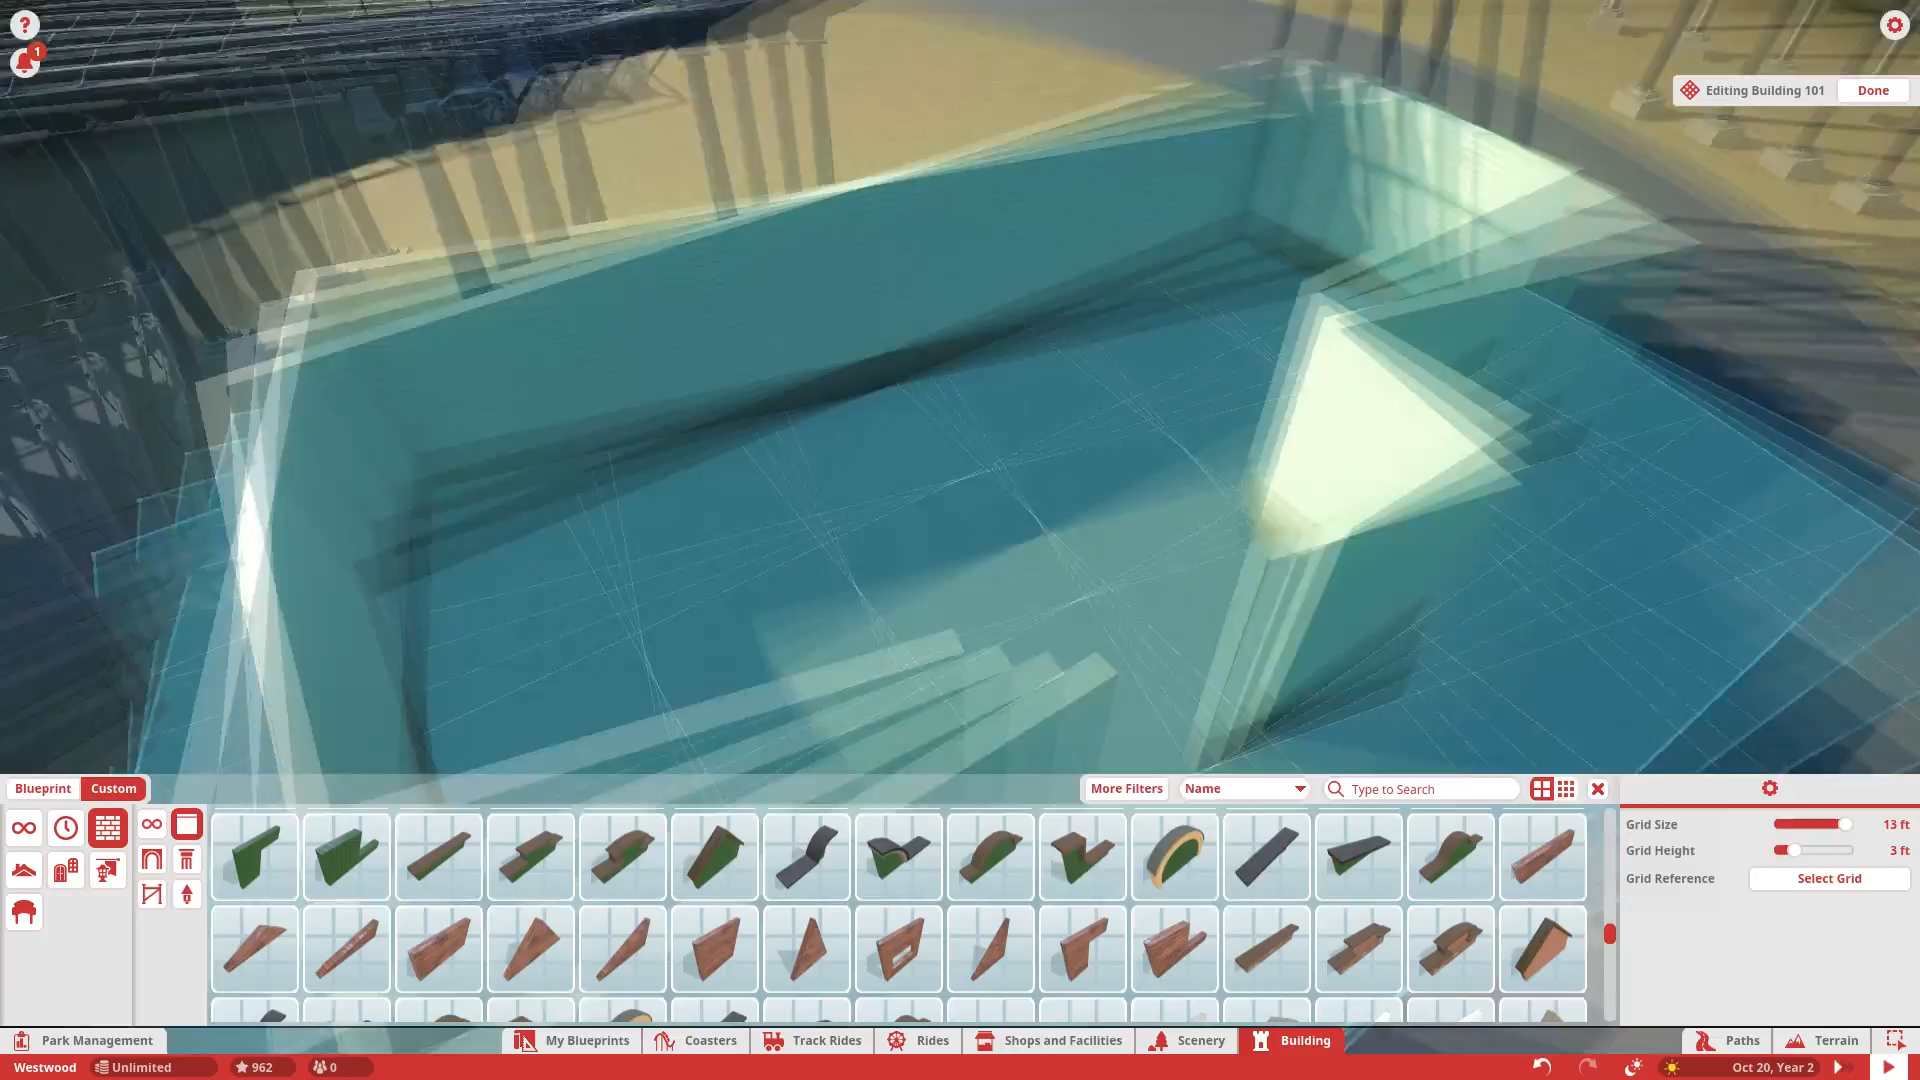 ?
1
Editing Building 101
Done
Blueprint
Custom
More Filters
Name
Type to Search
Grid Size
13 ft
Grid Height
3 ft
Grid Reference
Select Grid
Park Management
My Blueprints
Coasters
Track Rides
Rides
Shops and Facilities
Scenery
Building
Paths
Terrain
Westwood
Unlimited
962
0
Oct 20, Year 2